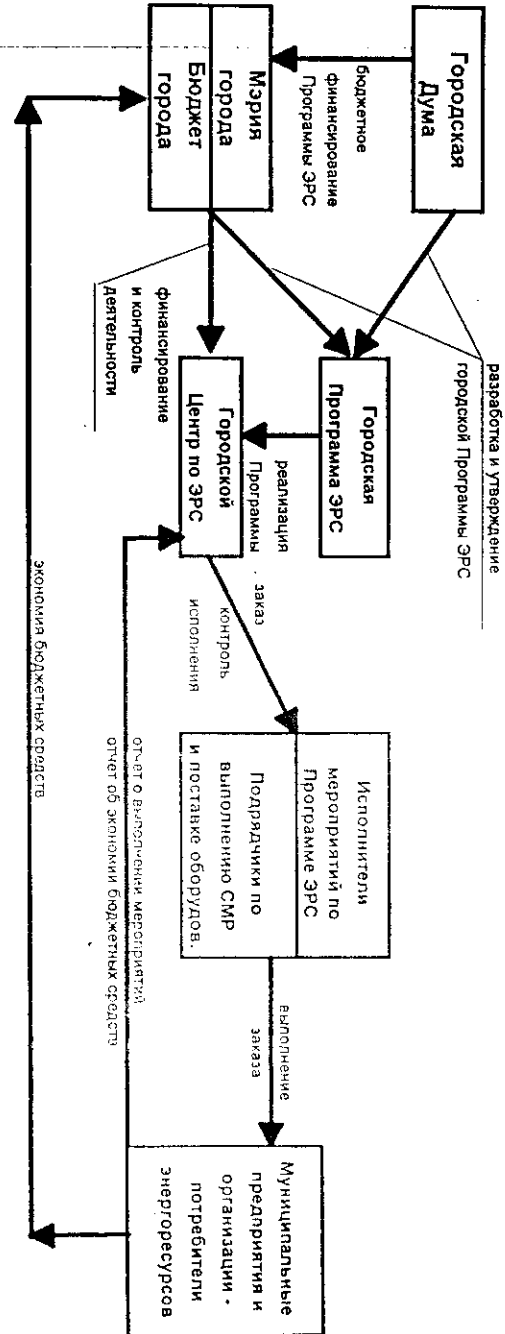 разработка и утверждение
городской Программы ЭРС
Городская
Дума
бюджетное
финансирование
Программы ЭРС
Мэрия
города
Бюджет
города
Городская
Программа ЭРС
реализация
Программы
финансирование
и контроль
деятельности
Городской
Центр по ЭРС
заказ
контроль
исполнения
Исполнители
мероприятий по
Программе ЭРС
Подрядчики по
выполнению СМР
и поставке оборудов.
выполнение
заказа
Муниципальные
предприятия и
организации -
потребители
энергоресурсов
отчет о выполнении мероприятий
отчет об экономии бюджетных средств
экономия бюджетных средств